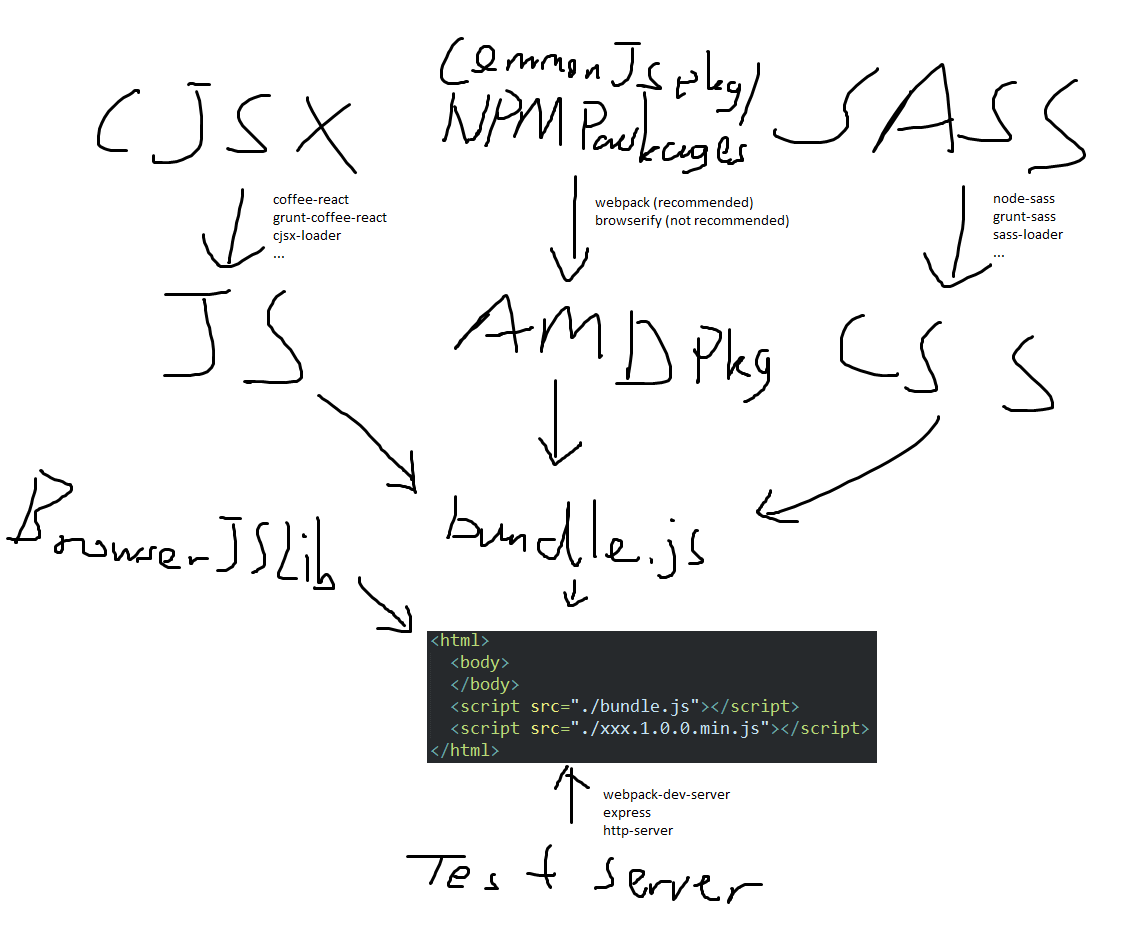 CJSX
CommonJs pkg/
NPM Packages
SASS
coffee-react
grunt-coffee-react
cjsx-loader
...
webpack (recommended)
browserify (not recommended)
node-sass
grunt-sass
sass-loader
...
JS
AMD Pkg
CSS
Browser JSLib
bundle.js
<html>
<body>
</body>
<script src="./bundle.js"></script>
<script src="./xxx.1.0.0.min.js"></script>
</html>
webpack-dev-server
express
http-server
Test server